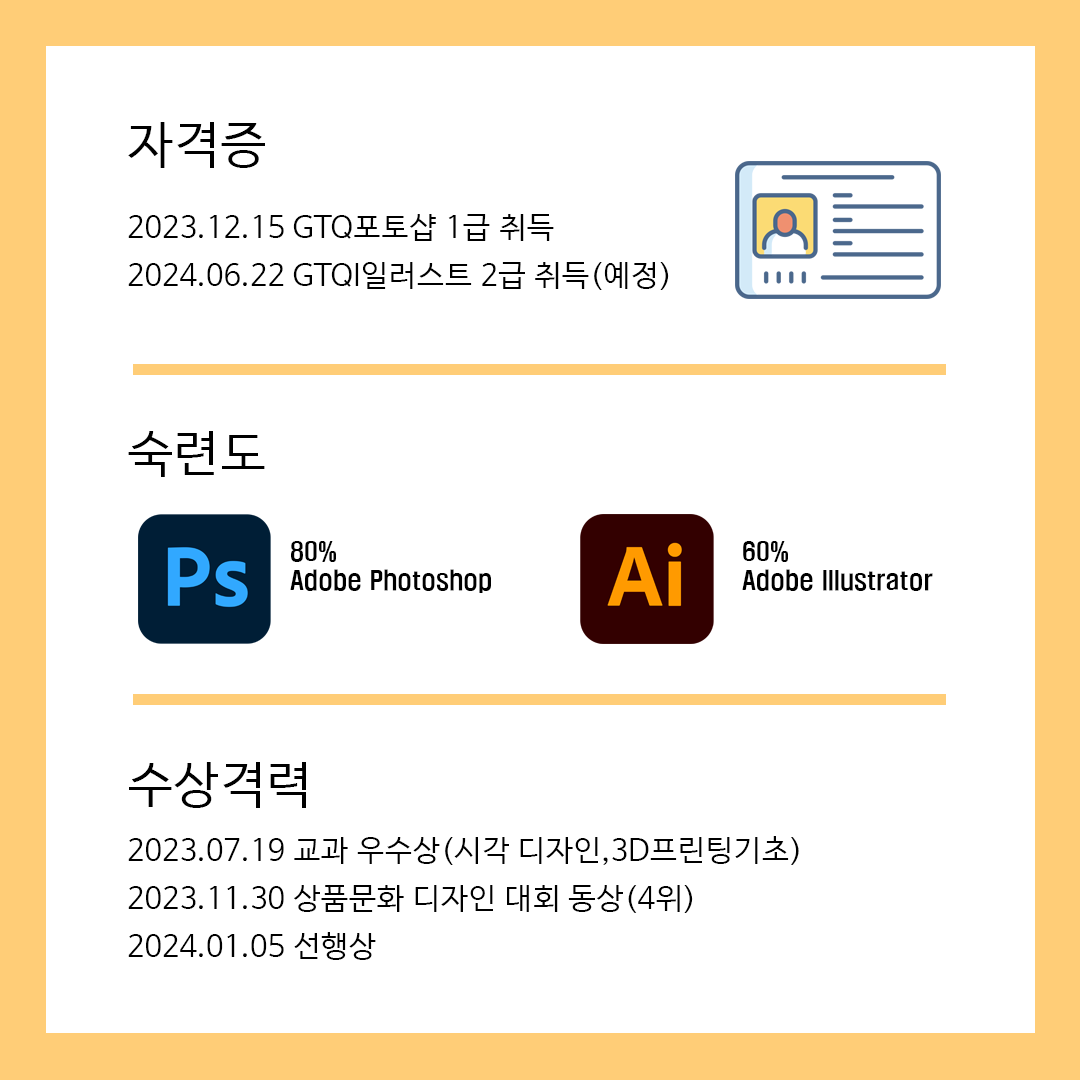 자격증
2023.12.15 GTQ포토샵 1급 취득
2024.06.22 GTQI일러스트 2급 취득(예정)
숙련도
Ps
80%
Adobe Photoshop
Ai
60%
Adobe Illustrator
수상격력
2023.07.19 교과 우수상(시각 디자인,3D프린팅기초)
2023.11.30 상품문화 디자인 대회 동상(4위)
2024.01.05 선행상